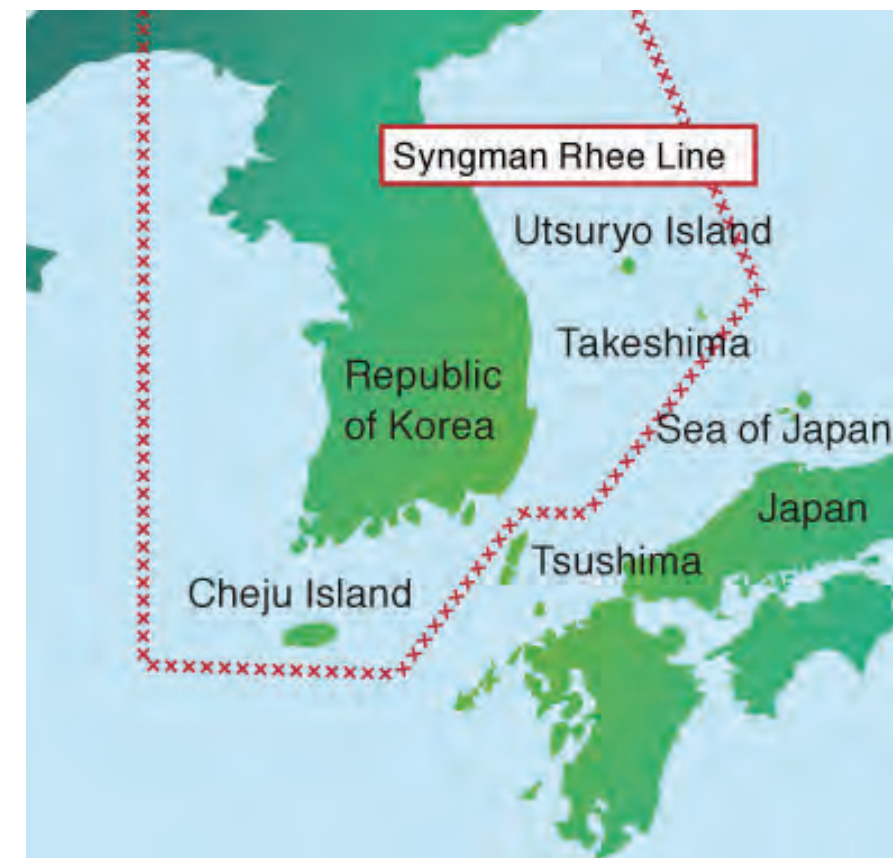 Syngman Rhee Line
Utsuryo Island
Takeshima
Republic
of Korea
Sea of Japan
Japan
Tsushima
Cheju Island